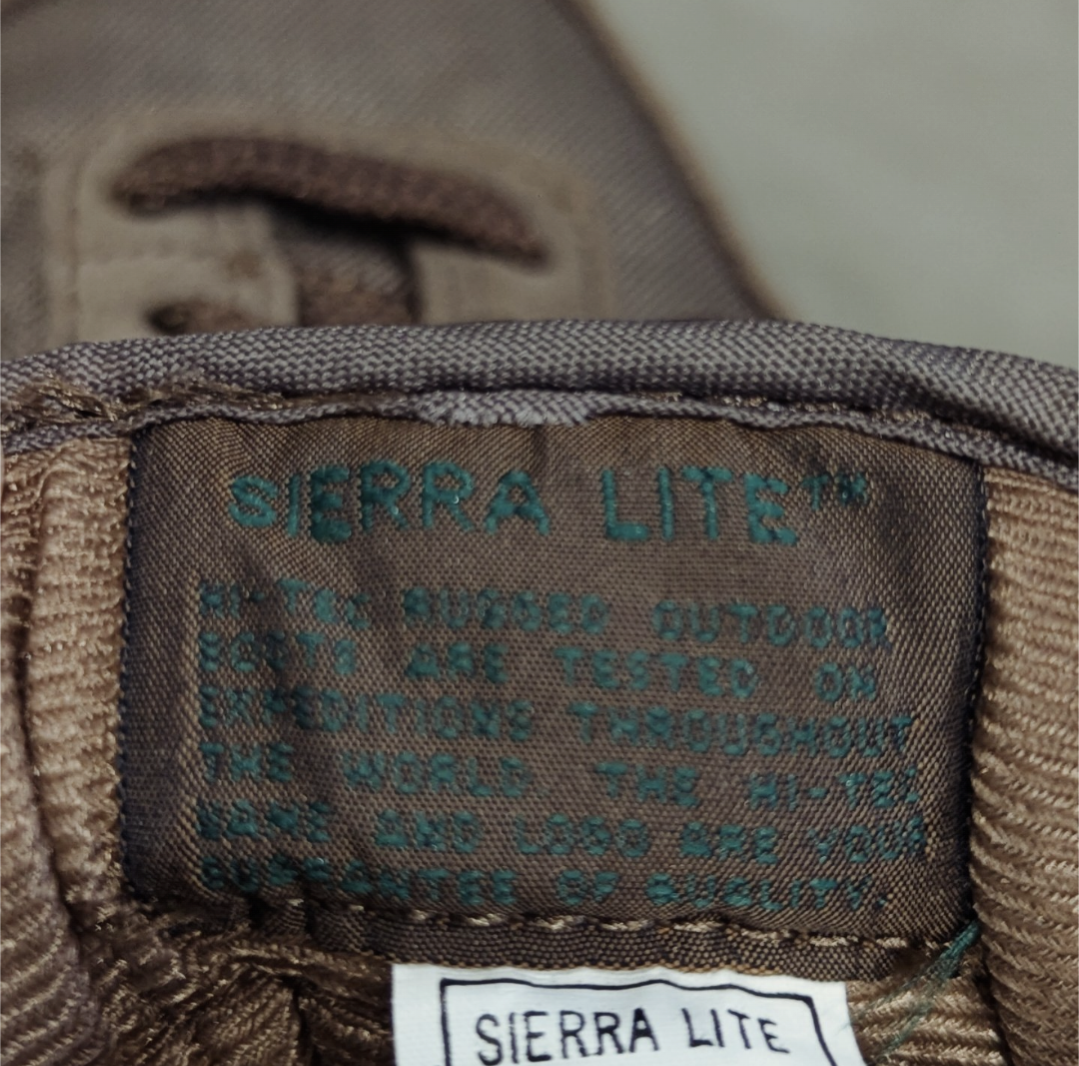 SIERRA LITE™
HI-TEC RUGGED OUTDOOR
BOOTS ARE TESTED ON
EXPEDITIONS THROUGHOUT
THE WORLD. THE HI-TEC
NAME AND LOGO ARE YOUR
GUARANTEE OF QUALITY.
SIERRA LITE